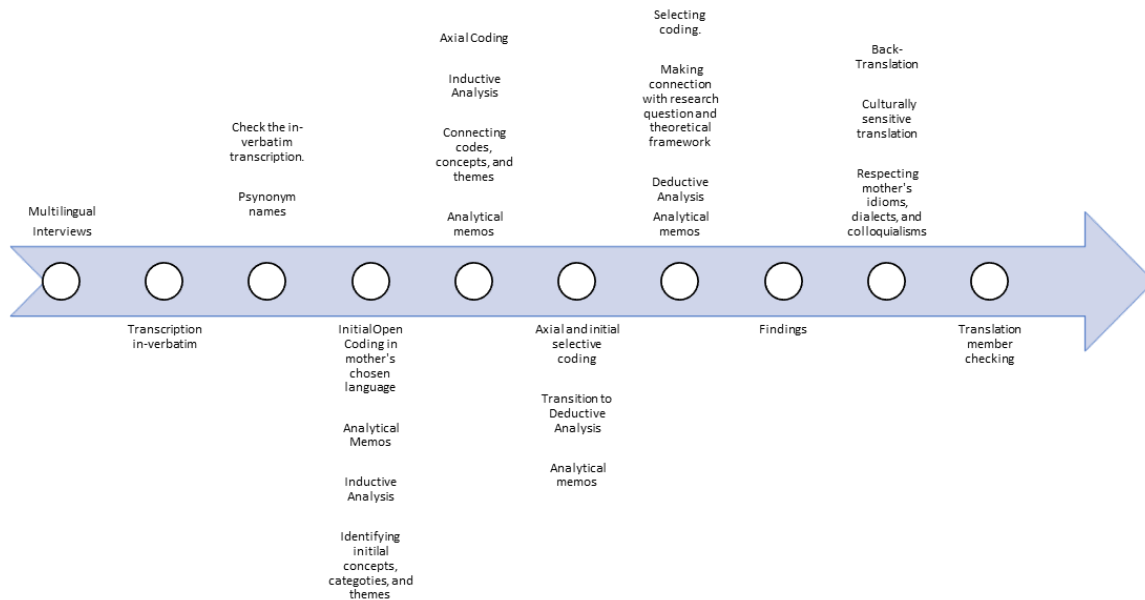 Multilingual
Interviews
Transcription
in-verbatim
Check the in-
verbatim
transcription.
Psynonym
names
Initial Open
Coding in
mother's
chosen
language
Analytical
Memos
Inductive
Analysis
Identifying
initilal
concepts,
categoties, and
themes
Axial Coding
Inductive
Analysis
Connecting
codes,
concepts, and
themes
Analytical
memos
Axial and initial
selective
coding
Transition to
Deductive
Analysis
Analytical
memos
Selecting
coding.
Making
connection
with research
question and
theoretical
framework
Deductive
Analysis
Analytical
memos
Findings
Back-
Translation
Culturally
sensitive
translation
Respecting
mother's
idioms,
dialects, and
colloquialisms
Translation
member
checking